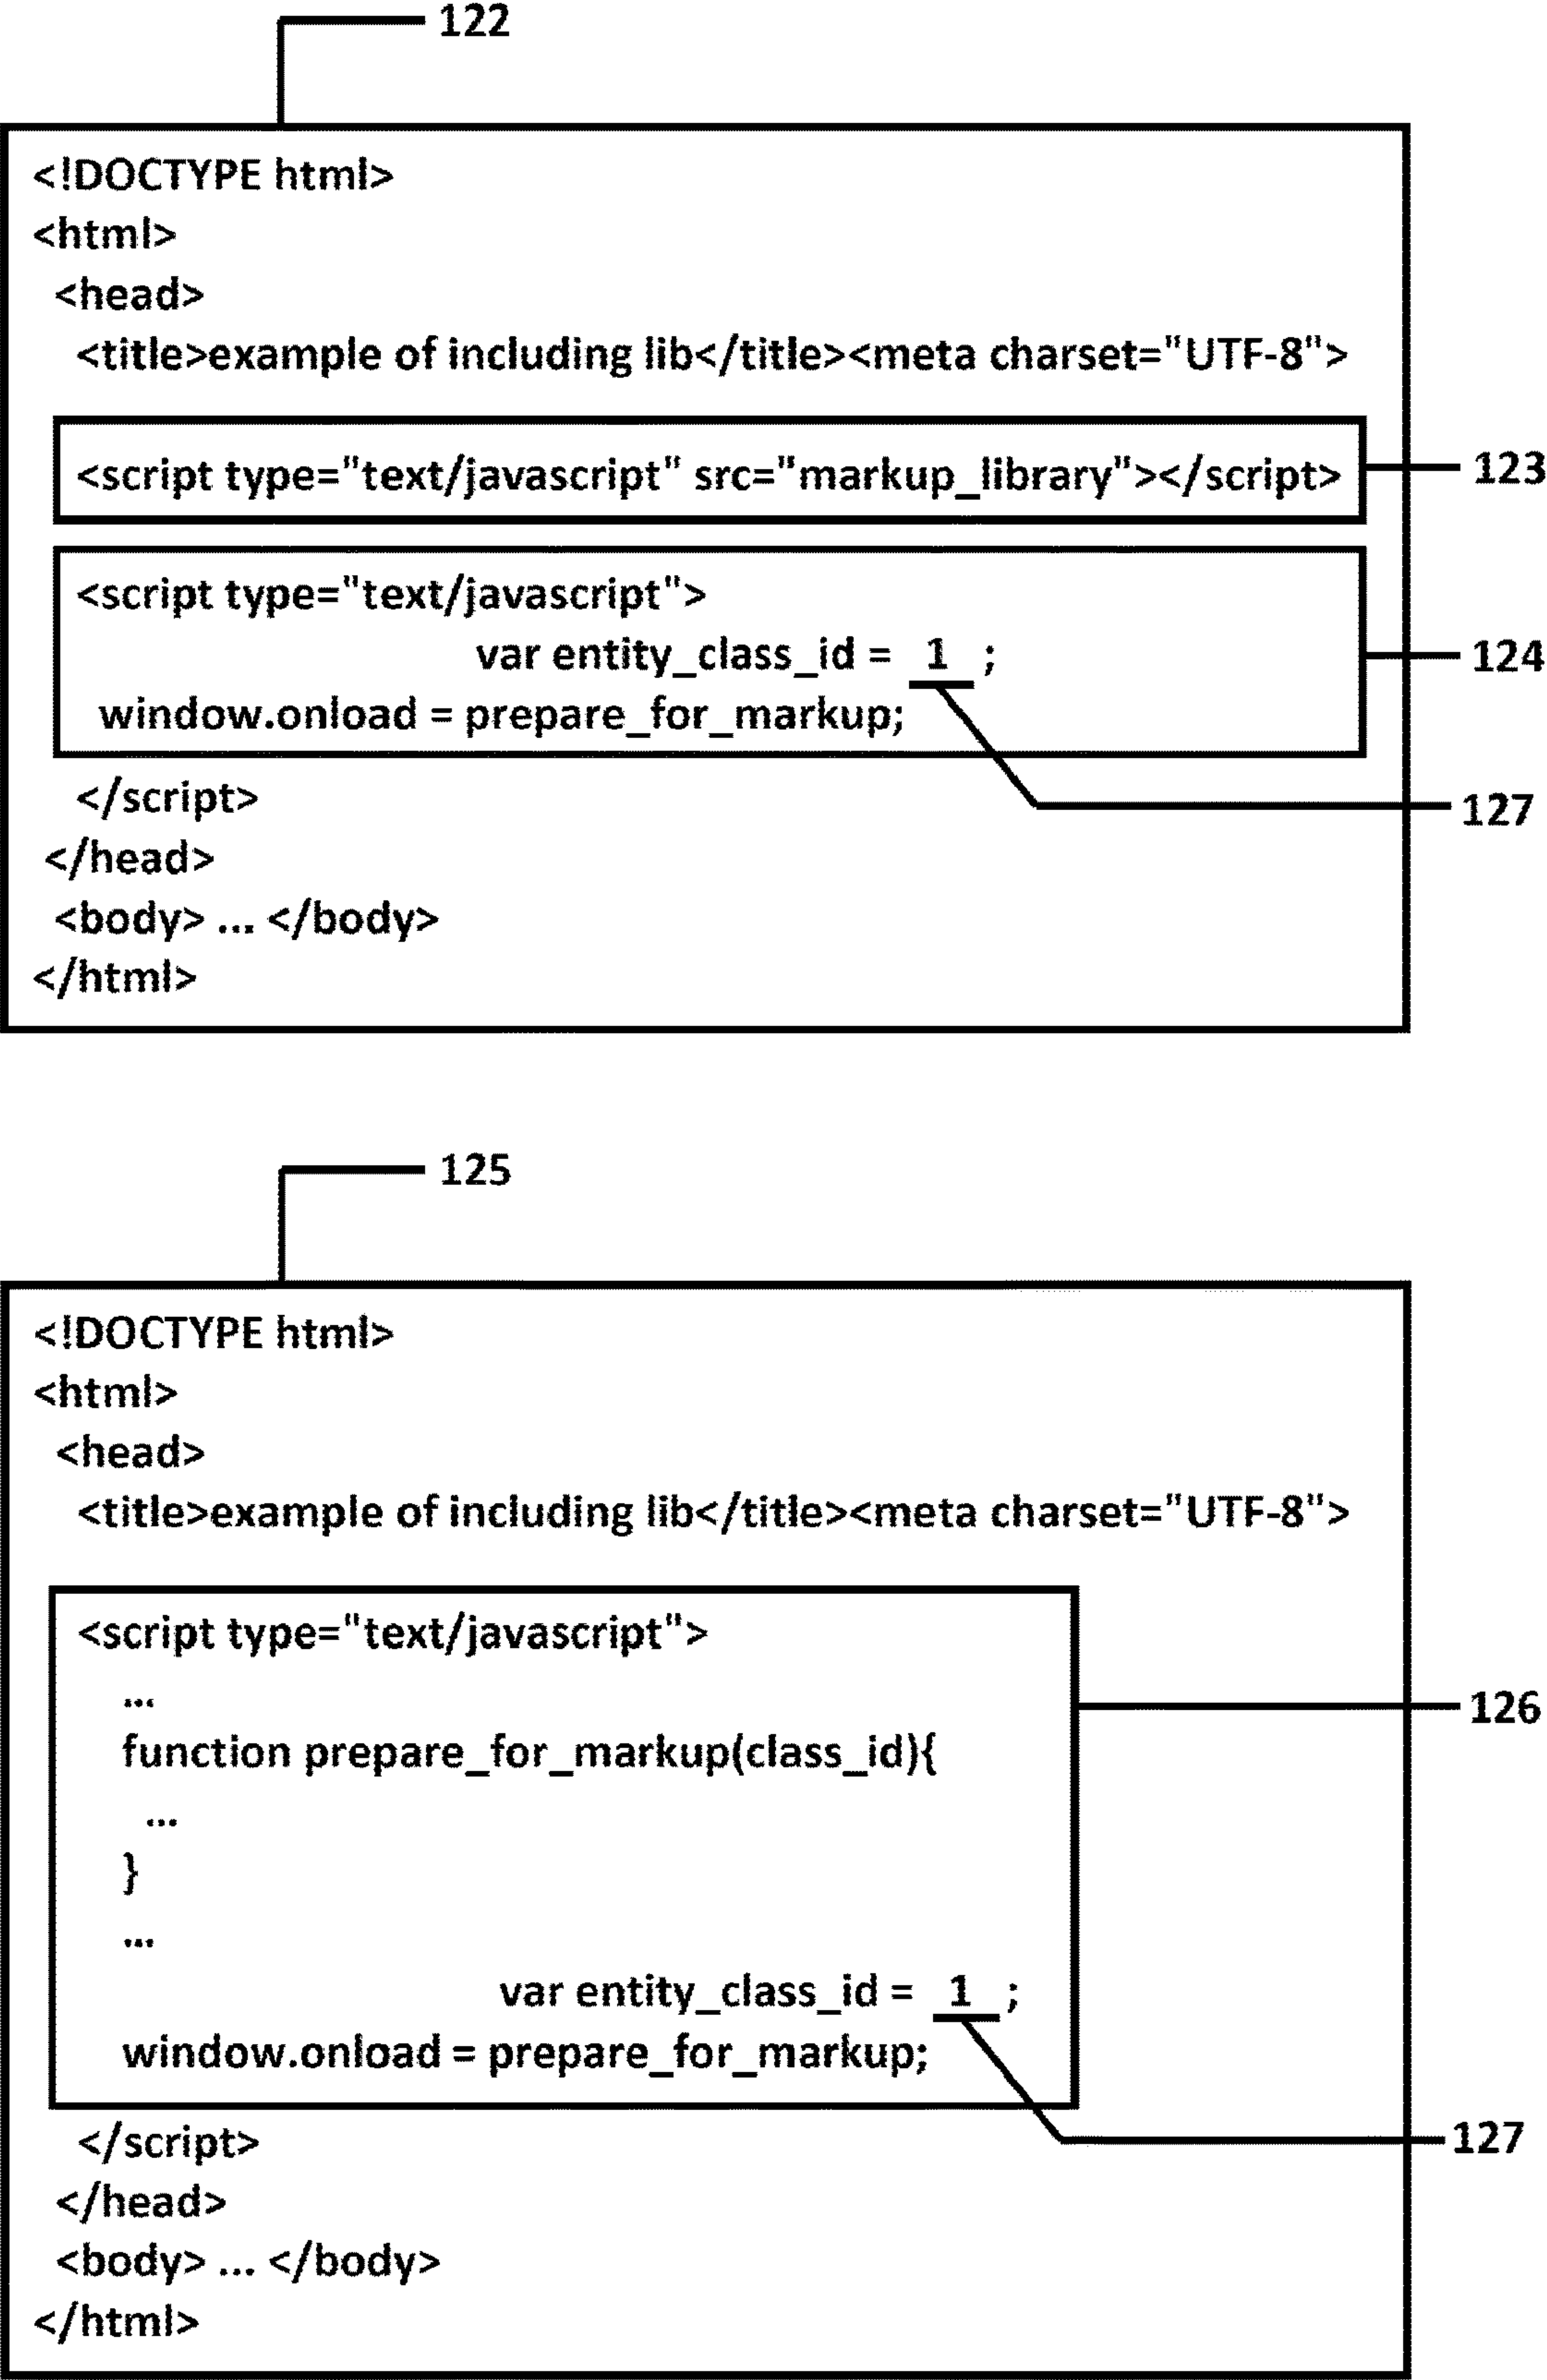 122
<!DOCTYPE html>
<html>
<head>
<title>example of including lib</title><meta charset="UTF-8">
<script type="text/javascript" src="markup_library"></script>
123
<script type="text/javascript">
var entity_class_id = 1 ;
124
window.onload = prepare_for_markup;
</script>
127
</head>
<body> ... </body>
</html>
125
<!DOCTYPE html>
<html>
<head>
<title>example of including lib</title><meta charset="UTF-8">
<script type="text/javascript">
...
126
function prepare_for_markup(class_id){
...
}
...
var entity_class_id = 1 ;
window.onload = prepare_for_markup;
</script>
127
</head>
<body> ... </body>
</html>